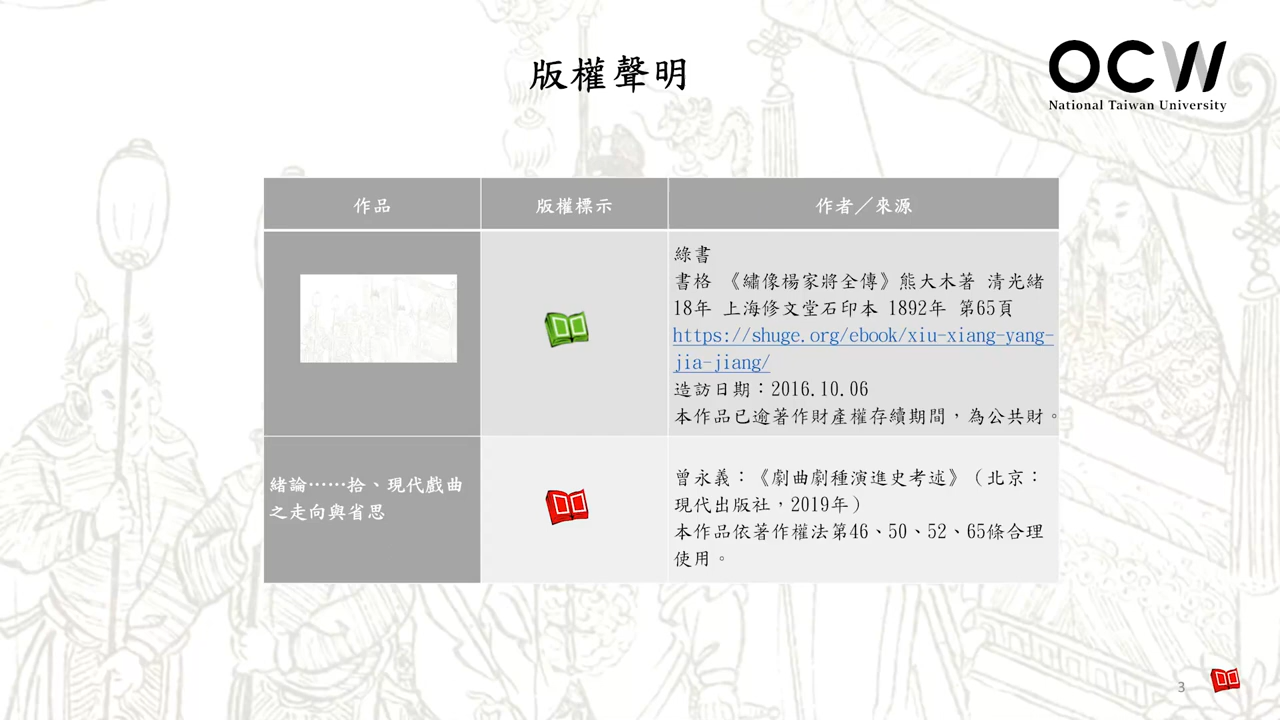 版權聲明
OCW
National Taiwan University
作品
版權標示
作者／來源
綠書
書格 《繡像楊家將全傳》熊大木著 清光緒
18年 上海修文堂石印本 1892年 第65頁
https://shuge.org/ebook/xiu-xiang-yang-
jia-jiang/
造訪日期：2016.10.06
本作品已逾著作財產權存續期間，為公共財。
緒論……拾、現代戲曲
之走向與省思
曾永義：《劇曲劇種演進史考述》（北京：
現代出版社，2019年）
本作品依著作權法第46、50、52、65條合理
使用。
3